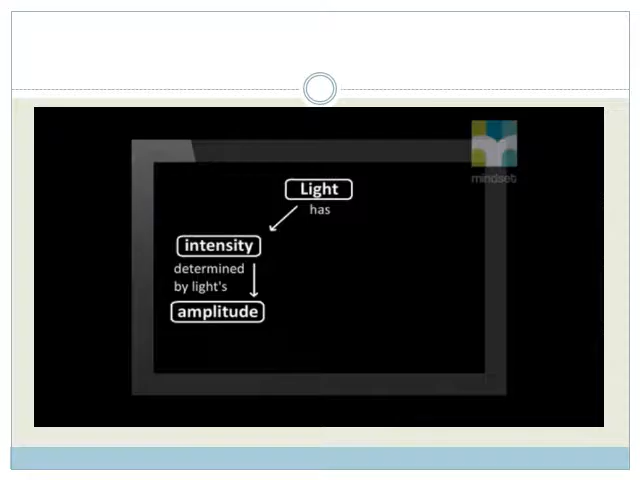 mindset
Light
has
intensity
determined
by light's
amplitude